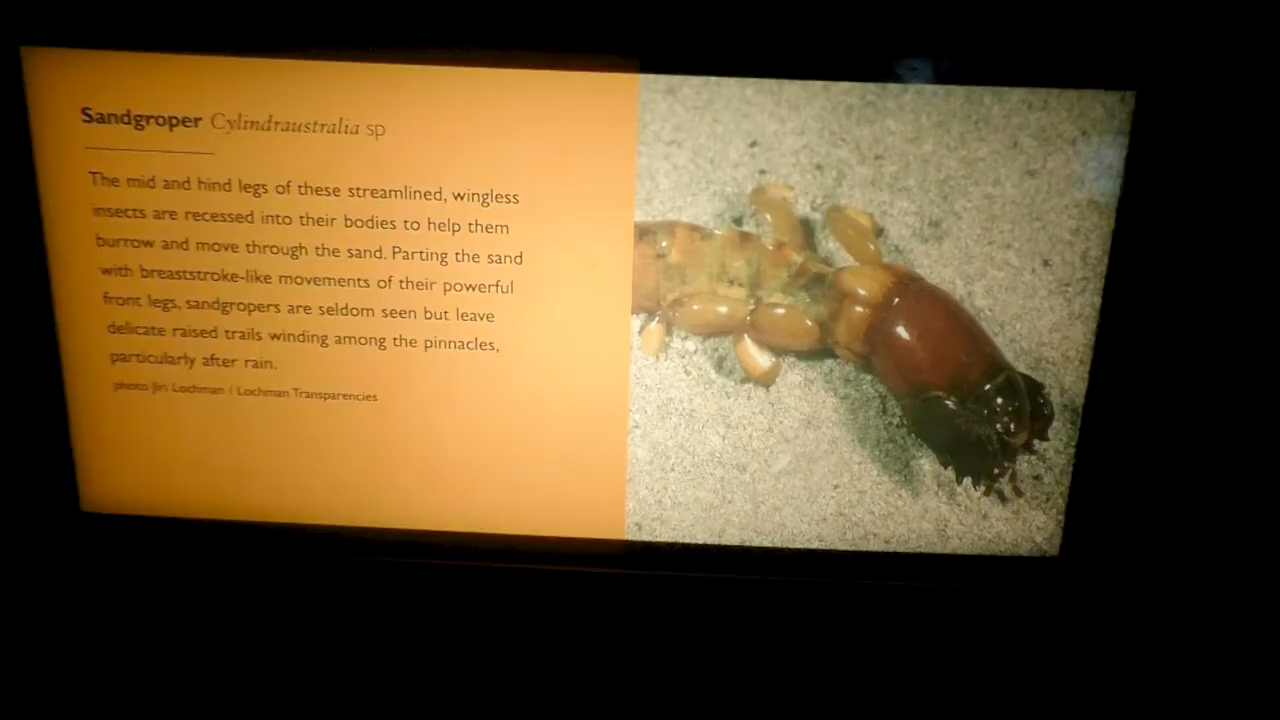 Sandgroper Cylindraustralia sp
The mid and hind legs of these streamlined, wingless
insects are recessed into their bodies to help them
burrow and move through the sand. Parting the sand
with breaststroke-like movements of their powerful
front legs, sandgropers are seldom seen but leave
delicate raised trails winding among the pinnacles,
particularly after rain.
photo Jiri Lochman / Lochman Transparencies